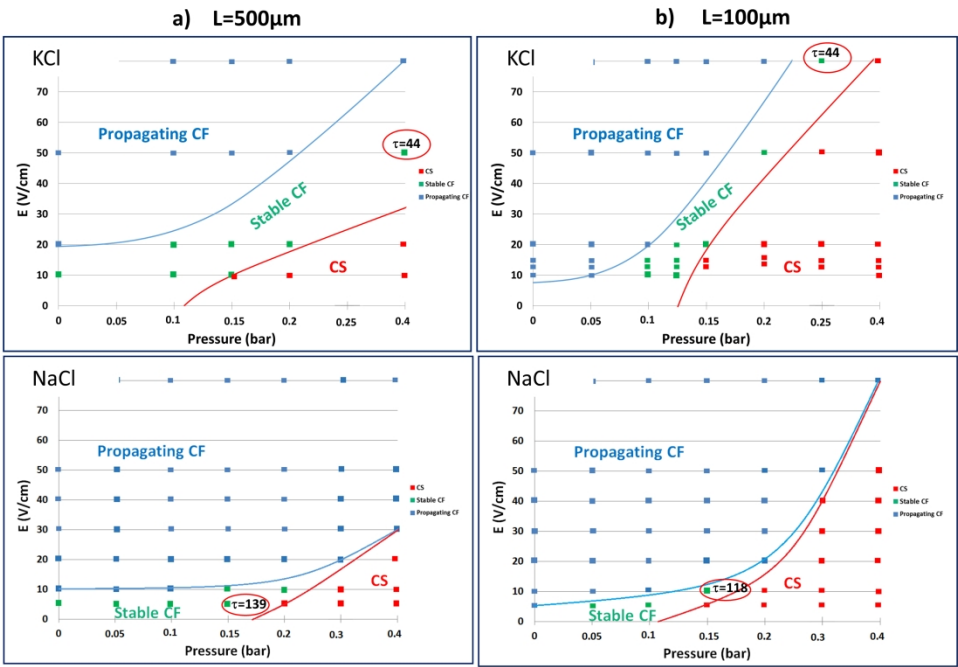 a) L=500μm
b) L=100μm
KCl
E (V/cm)
70
60
50
40
30
20
10
0
Propagating CF
Stable CF
CS
τ=44
CS
Stable CF
Propagating CF
0 0.05 0.1 0.15 0.2 0.25 0.4
Pressure (bar)
KCl
E (V/cm)
70
60
50
40
30
20
10
0
τ=44
Propagating CF
Stable CF
CS
CS
Stable CF
Propagating CF
0 0.05 0.1 0.15 0.2 0.25 0.4
Pressure (bar)
NaCl
E (V/cm)
70
60
50
40
30
20
10
0
Propagating CF
CS
Stable CF
Propagating CF
CS
τ=139
Stable CF
0 0.05 0.1 0.15 0.2 0.3 0.4
Pressure (bar)
NaCl
E (V/cm)
70
60
50
40
30
20
10
0
Propagating CF
CS
Stable CF
Propagating CF
τ=118
CS
Stable CF
0 0.05 0.1 0.15 0.2 0.3 0.4
Pressure (bar)